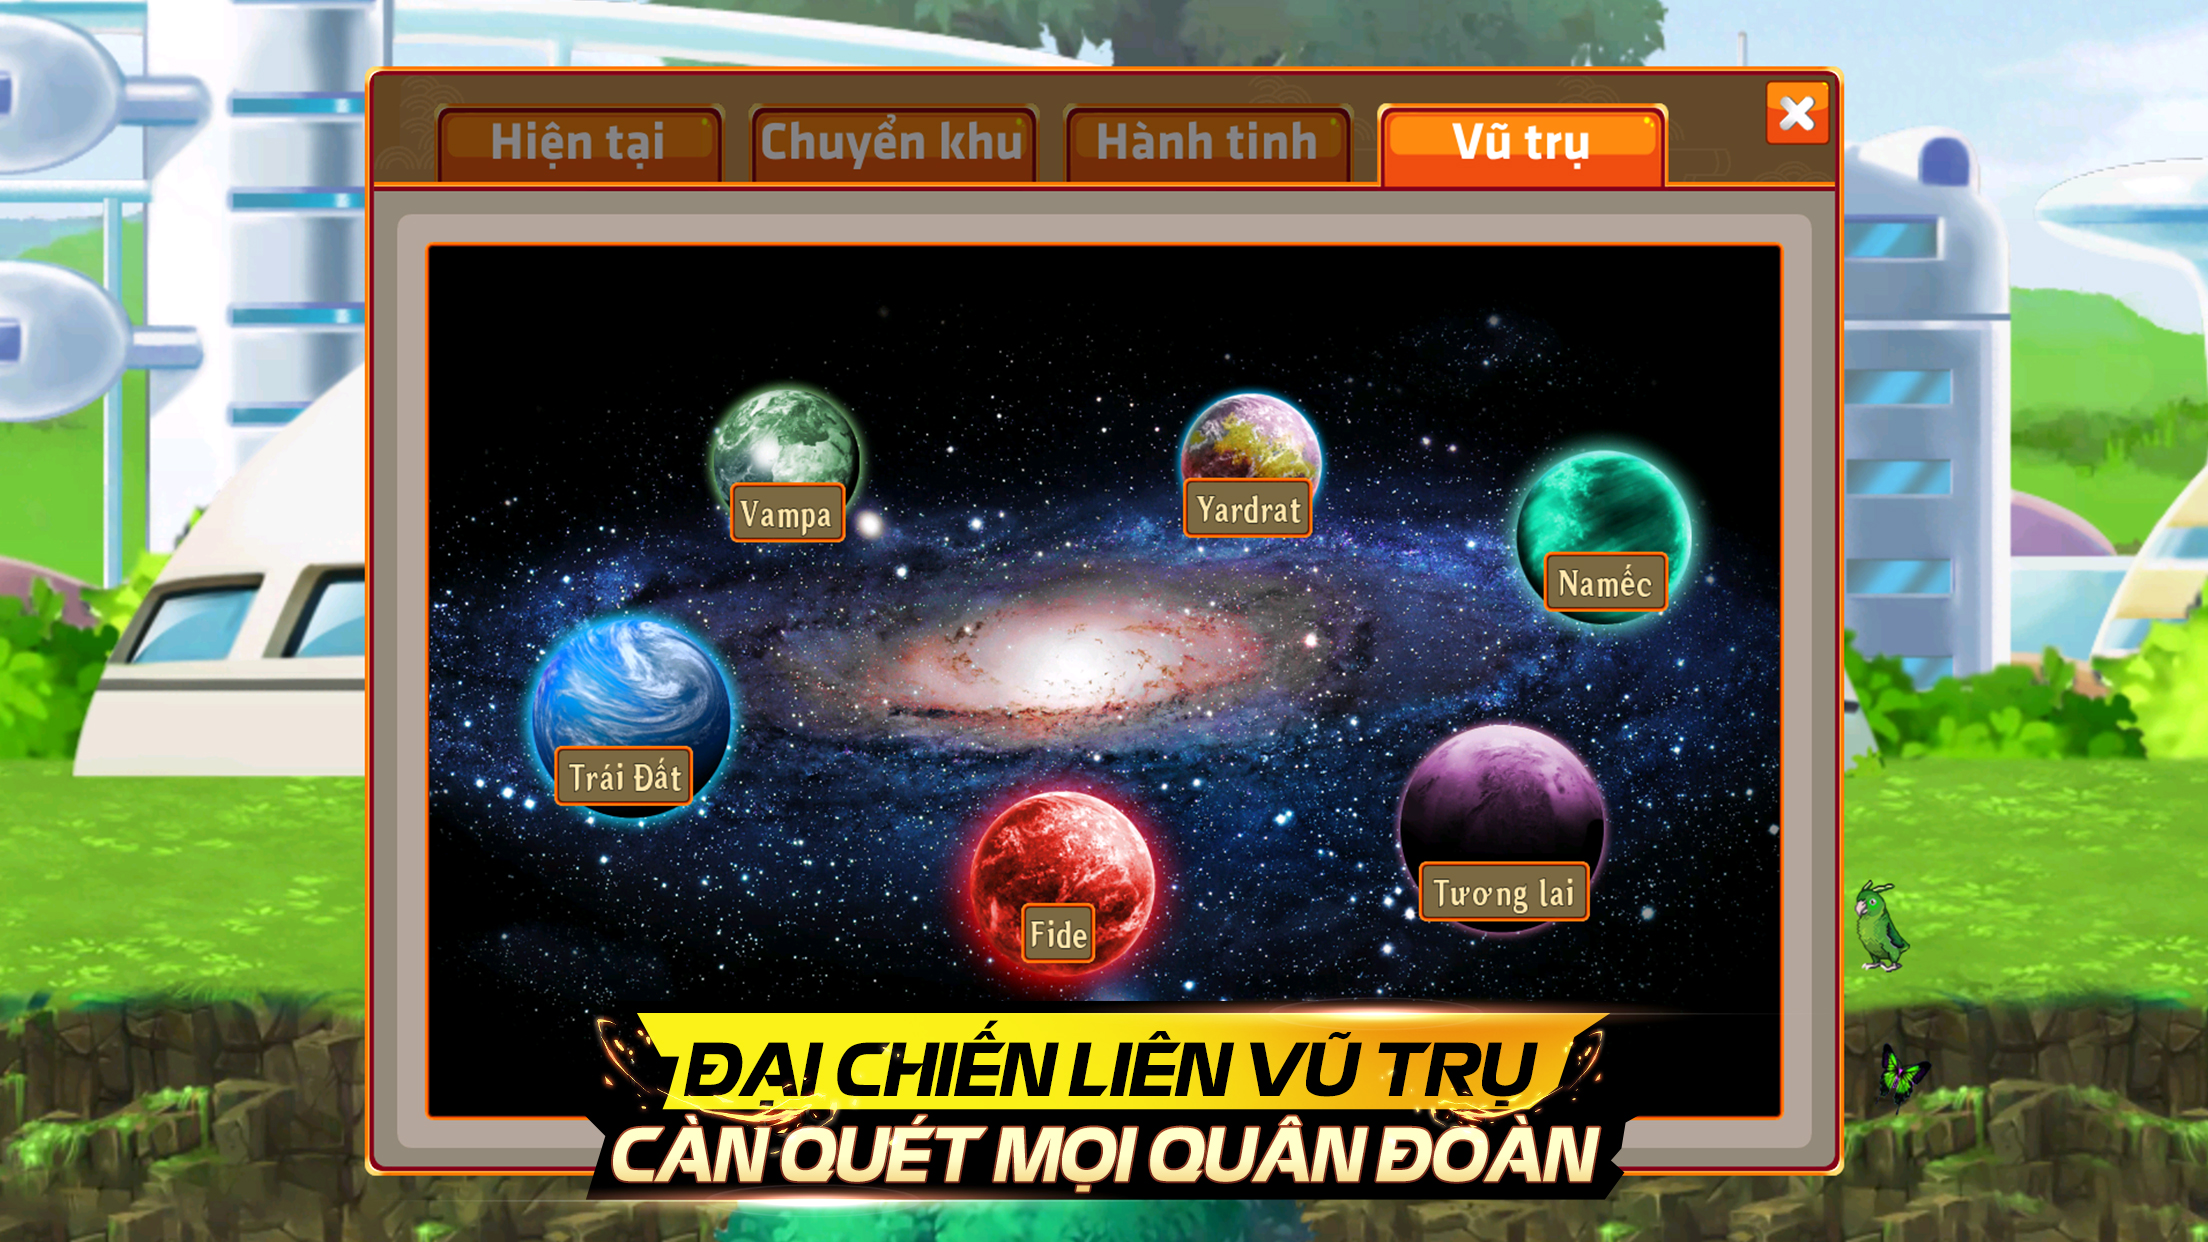 Hiện tại
Chuyển khu
Hành tinh
Vũ trụ
Vampa
Yardrat
Namếc
Trái Đất
Tương lai
Fide
ĐẠI CHIẾN LIÊN VŨ TRỤ
CÀN QUÉT MỌI QUÂN ĐOÀN